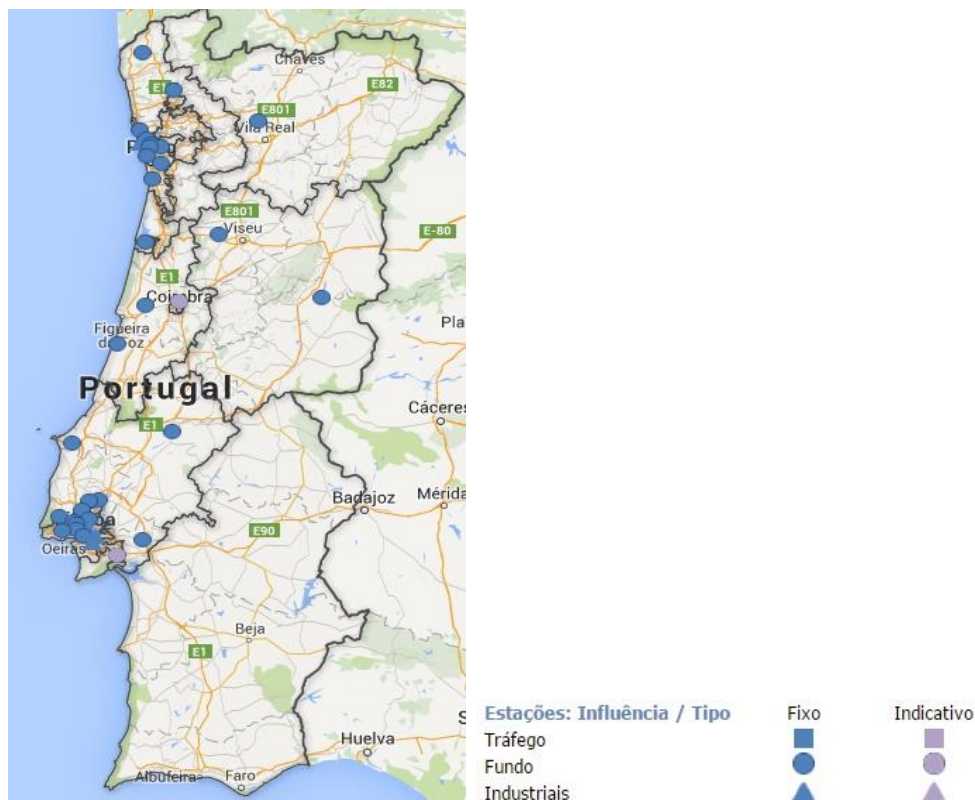 Chaves
E1
E82
E801
Vila Real
E801
Viseu
E-80
E1
Coimbra
Figueira
Portugal
Cáceres
E1
Badajoz
Mérida
Oeiras
E90
Beja
E1
Huelva
Albufeira
Faro
Estações: Influência / Tipo Fixo Indicativo
Tráfego
Fundo
Industriais